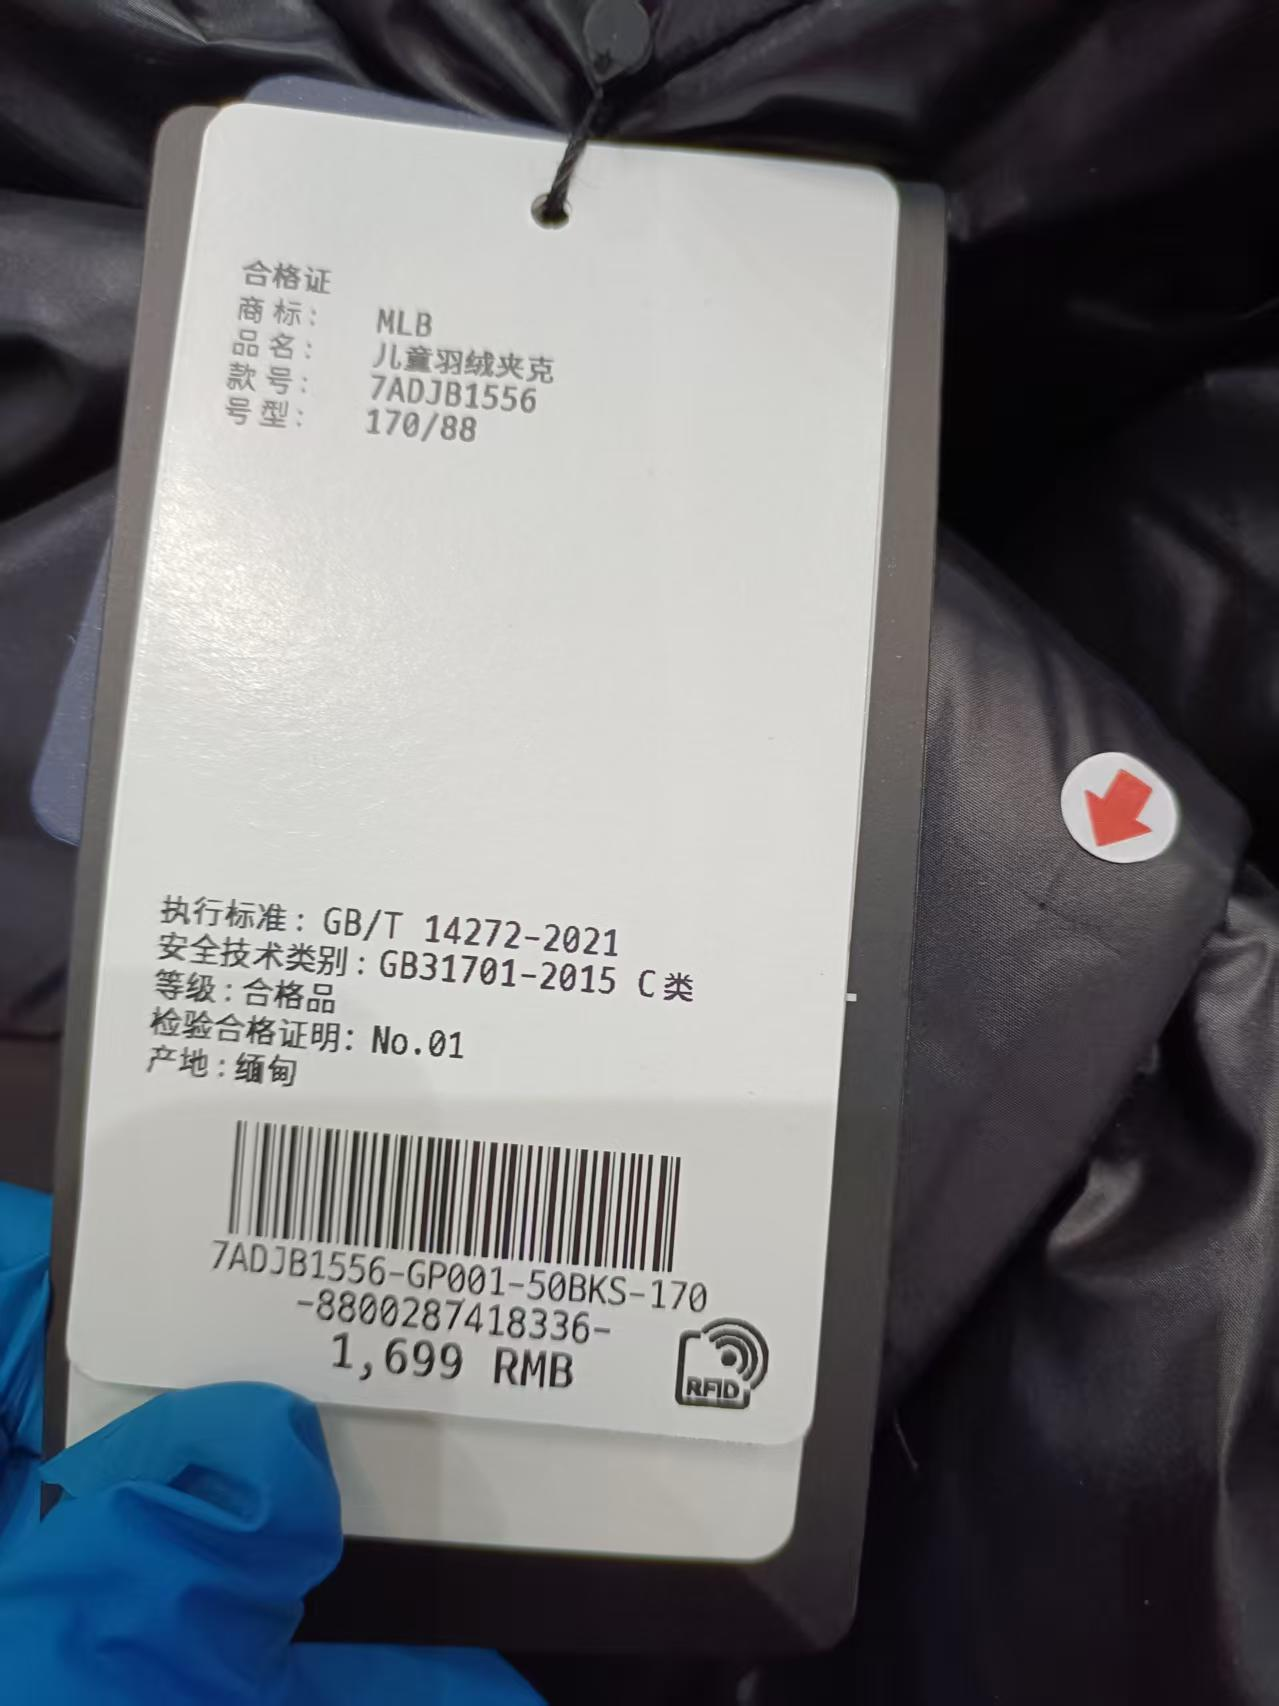 合格证
商标： MLB
品名： 儿童羽绒夹克
款号： 7ADJB1556
号型： 170/88
执行标准：GB/T 14272-2021
安全技术类别：GB31701-2015 C类
等级：合格品
检验合格证明：No.01
产地：缅甸
7ADJB1556-GP001-50BKS-170
-8800287418336-
1,699 RMB
RFID